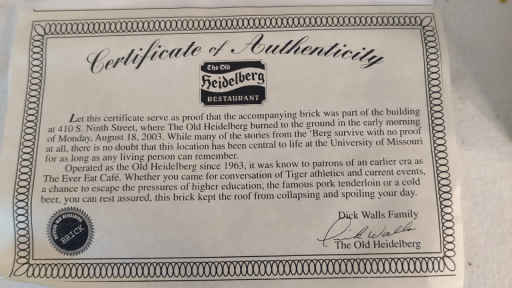 Certificate of Authenticity
The Old
Heidelberg
RESTAURANT
Let this certificate serve as proof that the accompanying brick was part of the building
at 410 S. Ninth Street, where The Old Heidelberg burned to the ground in the early morning
of Monday, August 18, 2003. While many of the stories from the 'Berg survive with no proof
at all, there is no doubt that this location has been central to life at the University of Missouri
for as long as any living person can remember.
Operated as the Old Heidelberg since 1963, it was know to patrons of an earlier era as
The Ever Eat Café. Whether you came for conversation of Tiger athletics and current events,
a chance to escape the pressures of higher education, the famous pork tenderloin or a cold
beer, you can rest assured, this brick kept the roof from collapsing and spoiling your day.
Dick Walls Family
Dick Walls
The Old Heidelberg
BRICK